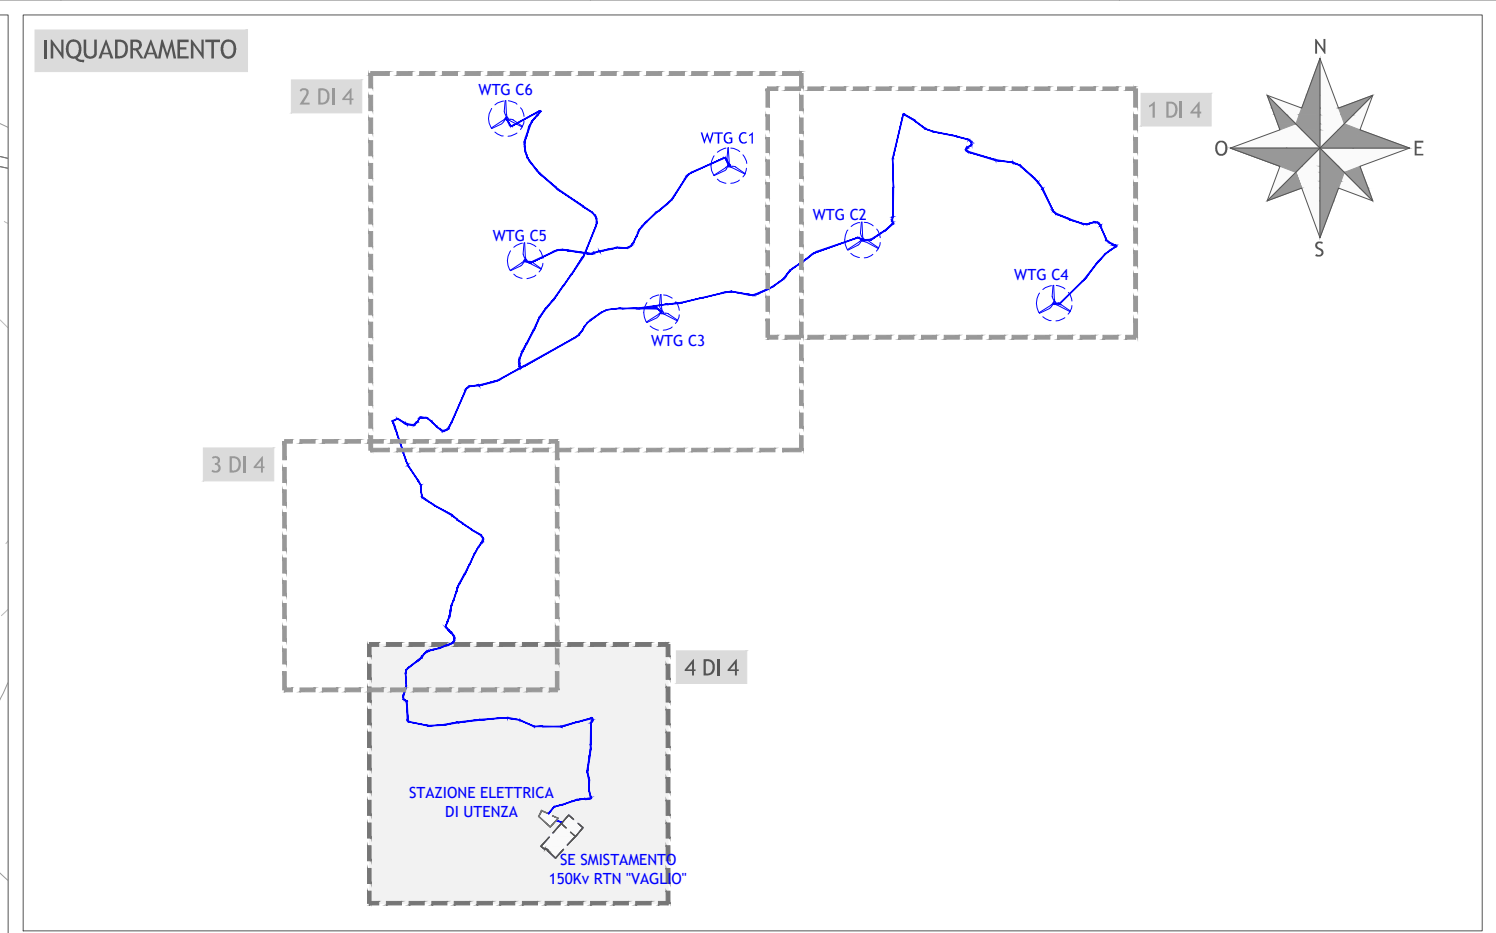 INQUADRAMENTO
N
O
E
S
2 DI 4
1 DI 4
WTG C6
WTG C1
WTG C2
WTG C5
WTG C4
WTG C3
3 DI 4
4 DI 4
STAZIONE ELETTRICA
DI UTENZA
SE SMISTAMENTO
150Kv RTN "VAGLIO"